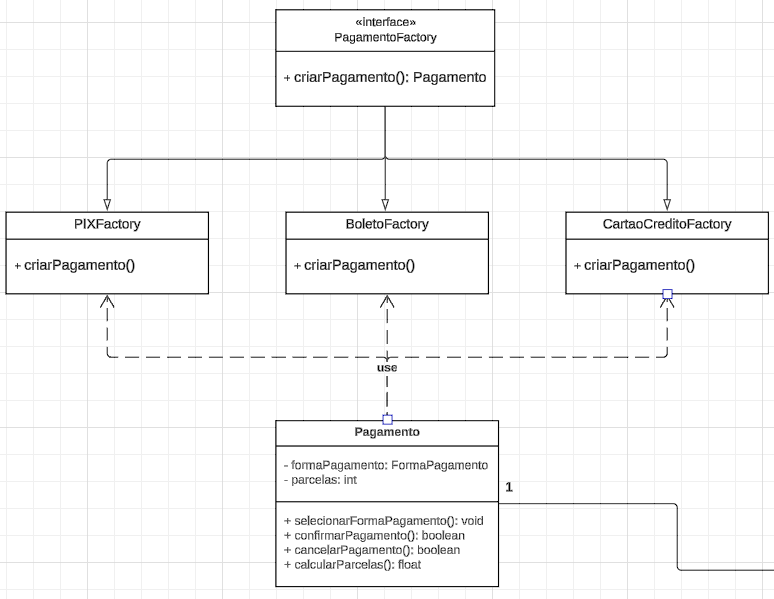 «interface»
PagamentoFactory
+ criarPagamento(): Pagamento
PIXFactory
+ criarPagamento()
BoletoFactory
+ criarPagamento()
CartaoCreditoFactory
+ criarPagamento()
use
Pagamento
- formaPagamento: FormaPagamento
- parcelas: int
1
+ selecionarFormaPagamento(): void
+ confirmarPagamento(): boolean
+ cancelarPagamento(): boolean
+ calcularParcelas(): float